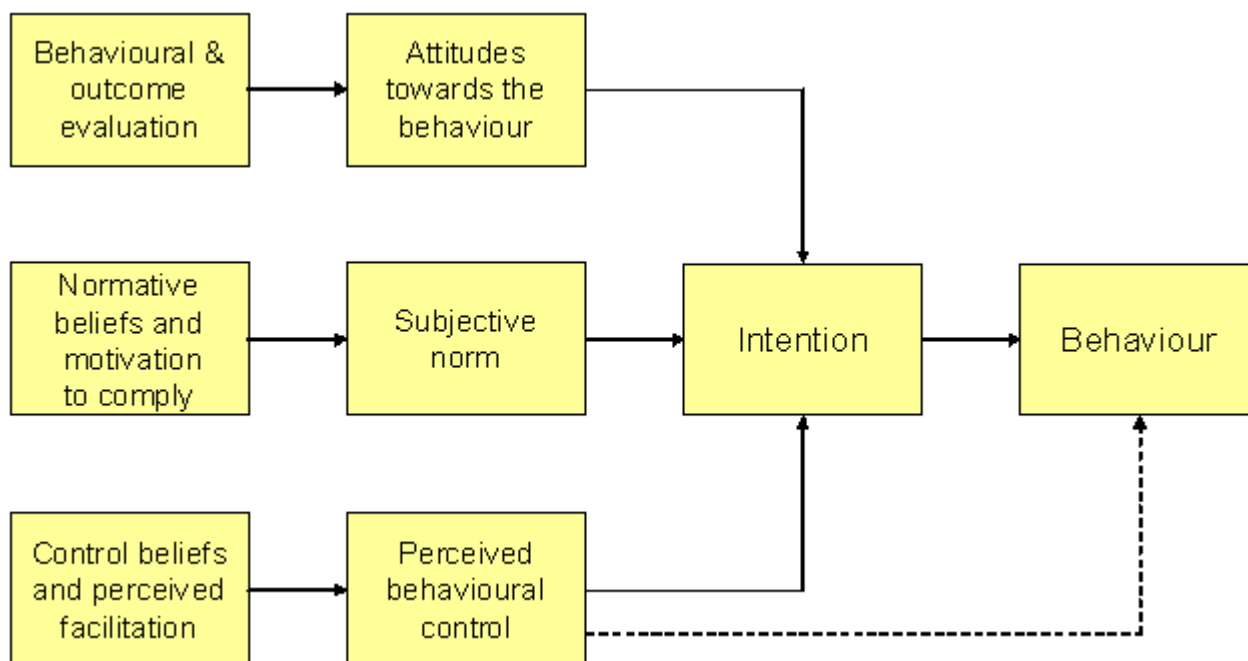 Behavioural &
outcome
evaluation
Attitudes
towards the
behaviour
Normative
beliefs and
motivation
to comply
Subjective
norm
Intention
Behaviour
Control beliefs
and perceived
facilitation
Perceived
behavioural
control